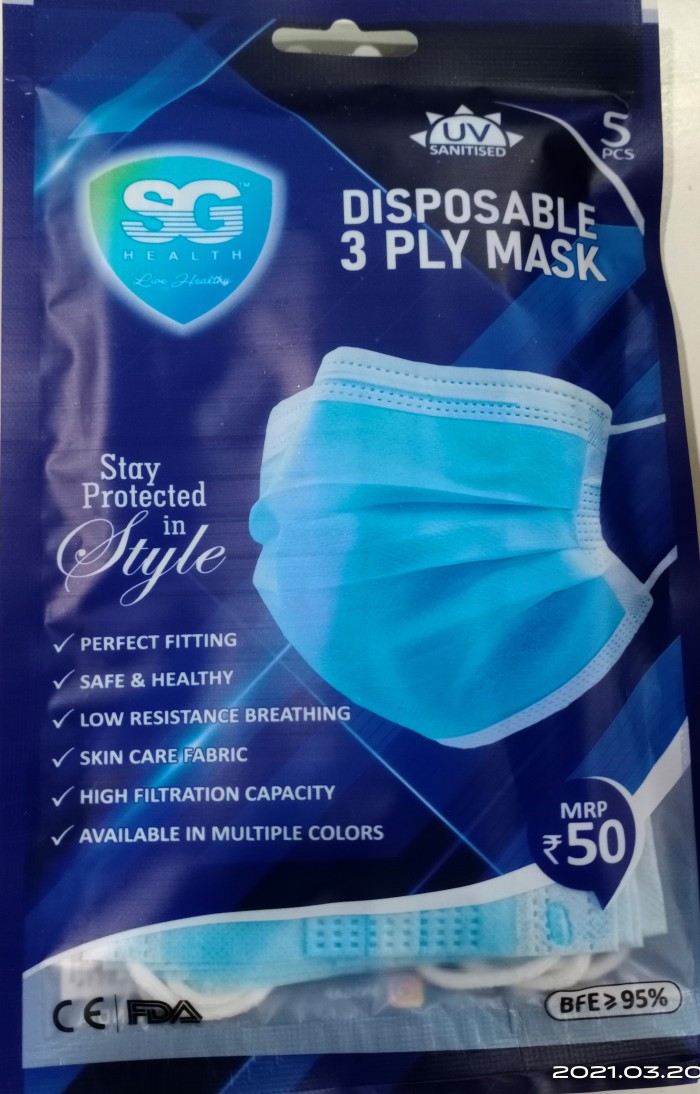 UV
SANITISED
5
PCS
SG™
HEALTH
Live Healthy
DISPOSABLE
3 PLY MASK
Stay
Protected
in
Style
✓ PERFECT FITTING
✓ SAFE & HEALTHY
✓ LOW RESISTANCE BREATHING
✓ SKIN CARE FABRIC
✓ HIGH FILTRATION CAPACITY
✓ AVAILABLE IN MULTIPLE COLORS
MRP
₹50
CE | FDA
BFE ⩾ 95%
2021.03.20